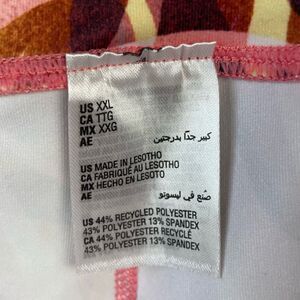 US XXL
CA TTG
MX XXG
AE
كبير جدًا بدرجتين
US MADE IN LESOTHO
CA FABRIQUÉ AU LESOTHO
MX HECHO EN LESOTO
AE
صُنع في ليسوتو
US 44% RECYCLED POLYESTER
43% POLYESTER 13% SPANDEX
CA 44% POLYESTER RECYCLÉ
43% POLYESTER 13% SPANDEX